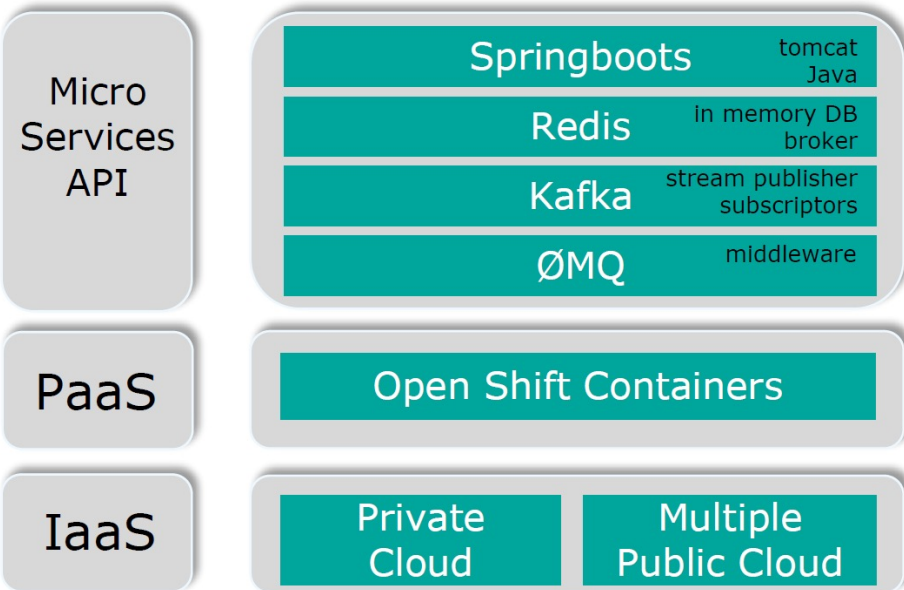 Micro
Services
API
Springboots
tomcat
Java
Redis
in memory DB
broker
Kafka
stream publisher
subscriptors
ØMQ
middleware
PaaS
Open Shift Containers
IaaS
Private
Cloud
Multiple
Public Cloud